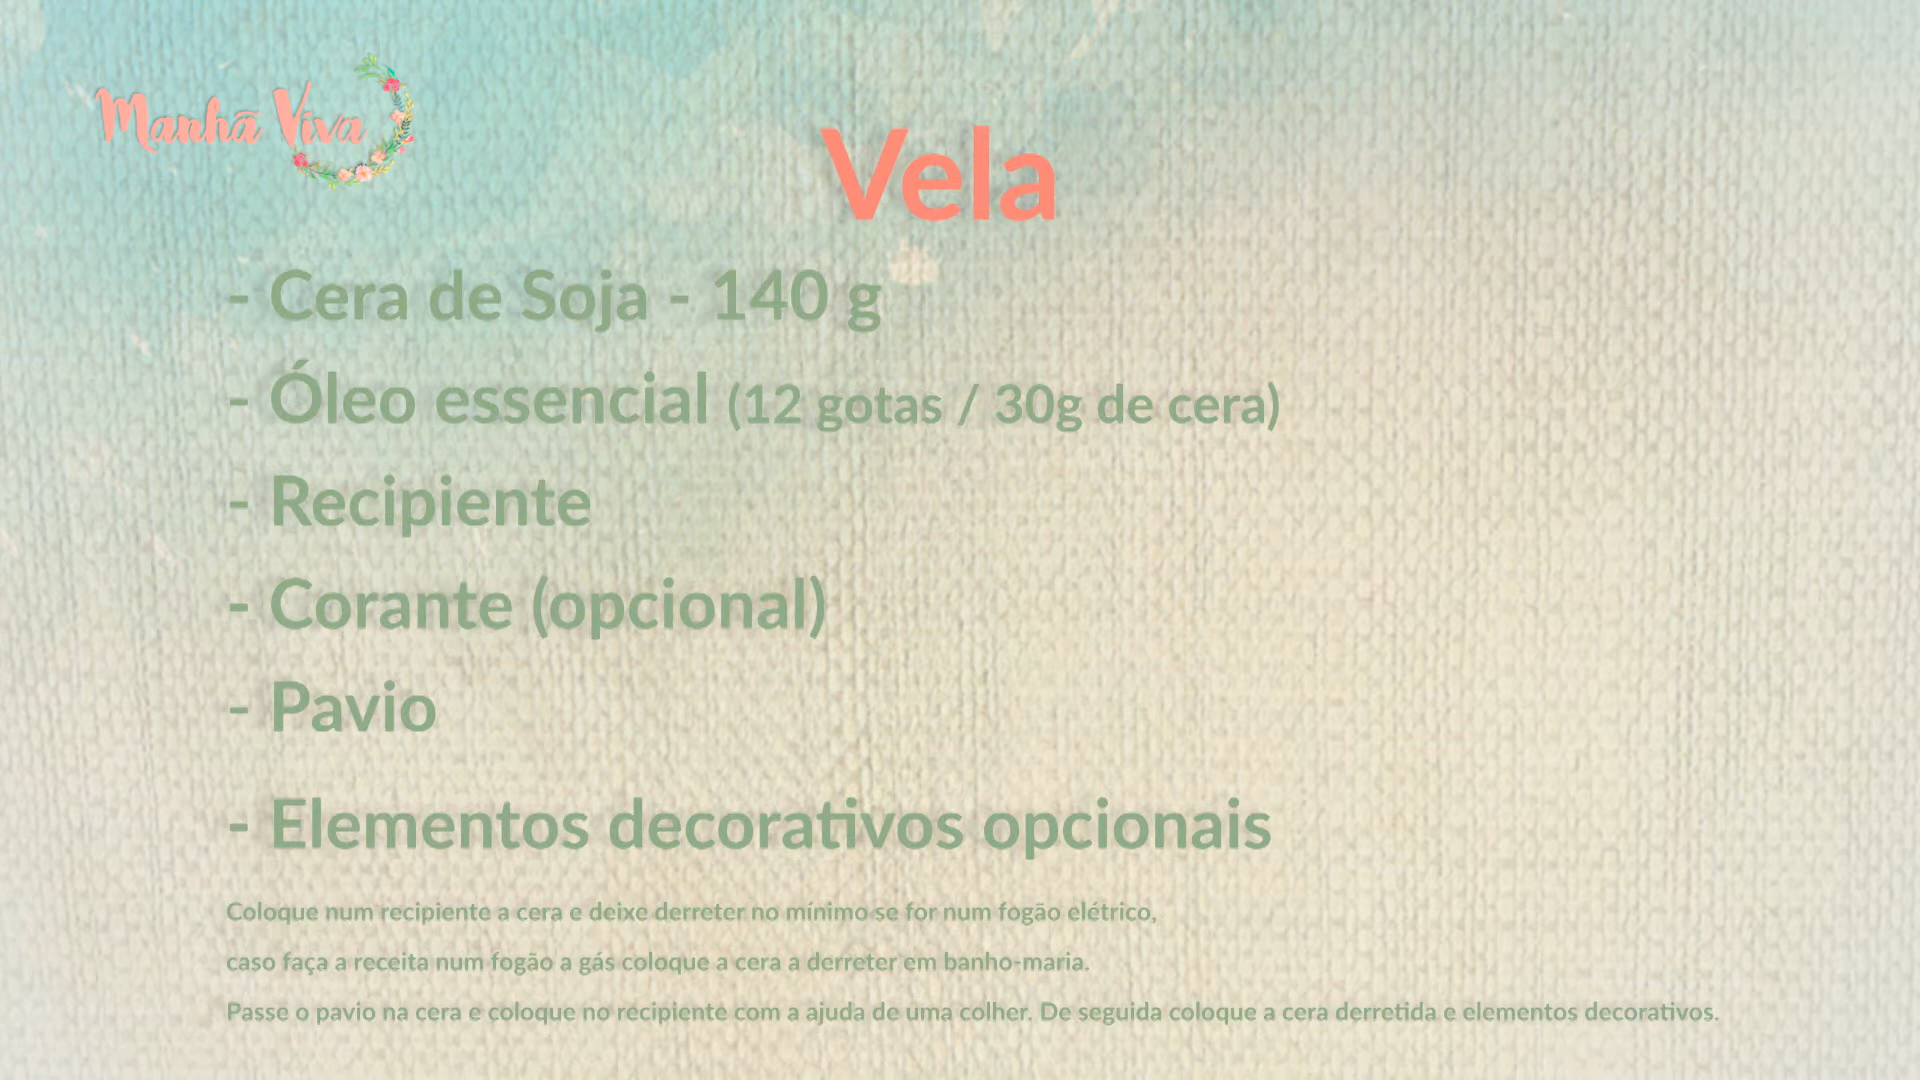 Manhã Viva
Vela
- Cera de Soja - 140 g
- Óleo essencial (12 gotas / 30g de cera)
- Recipiente
- Corante (opcional)
- Pavio
- Elementos decorativos opcionais
Coloque num recipiente a cera e deixe derreter no mínimo se for num fogão elétrico,
caso faça a receita num fogão a gás coloque a cera a derreter em banho-maria.
Passe o pavio na cera e coloque no recipiente com a ajuda de uma colher. De seguida coloque a cera derretida e elementos decorativos.